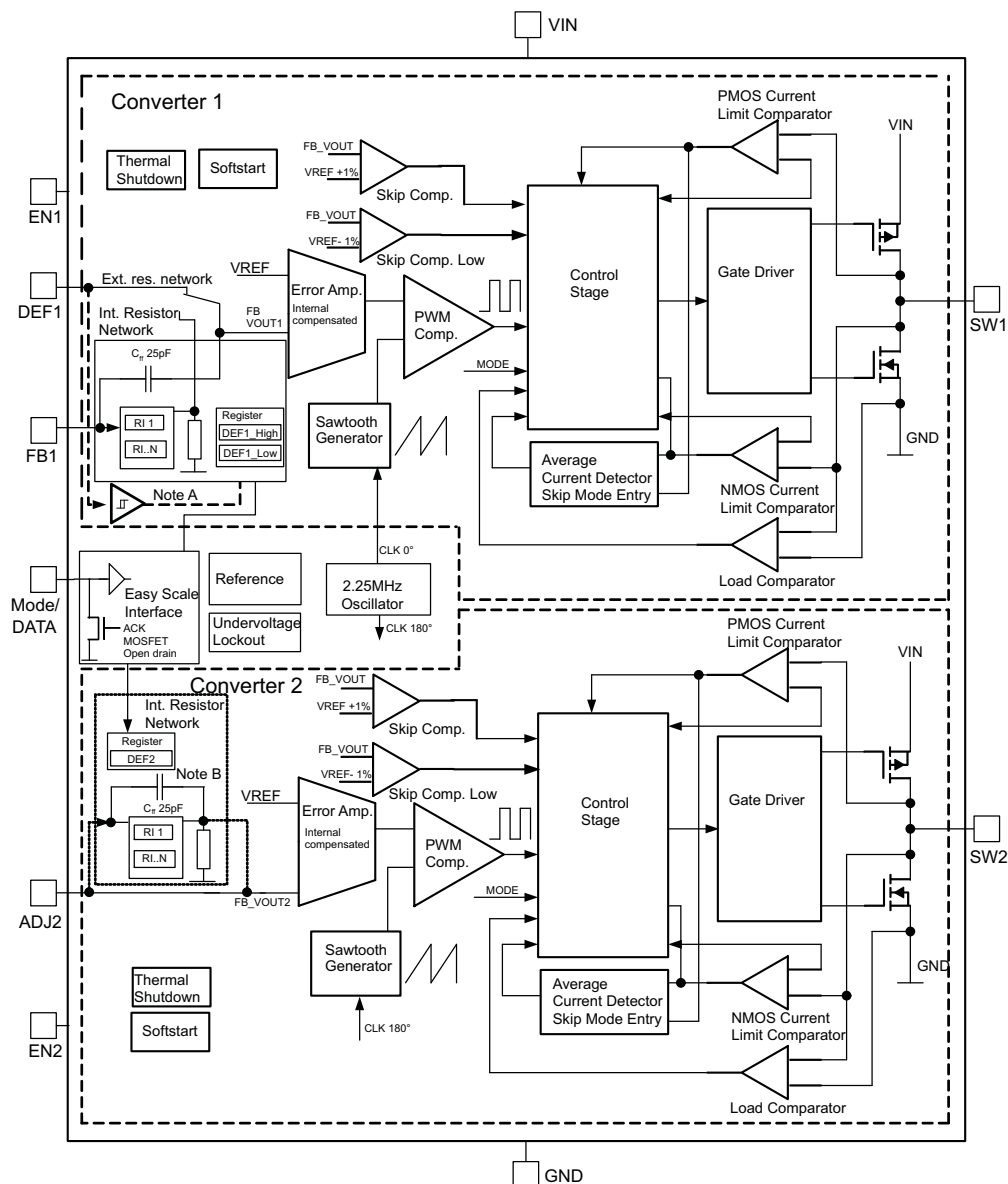 VIN
Converter 1
PMOS Current
Limit Comparator
VIN
FB_VOUT
VREF +1%
Skip Comp.
Thermal
Shutdown
Softstart
EN1
FB_VOUT
VREF- 1%
Skip Comp. Low
Control
Stage
Gate Driver
DEF1
Ext. res. network
VREF
Error Amp.
Internal
compensated
Int. Resistor
Network
FB
VOUT1
PWM
Comp.
SW1
Cff 25pF
MODE
RI 1
RI..N
Register
DEF1_High
DEF1_Low
FB1
Sawtooth
Generator
GND
Average
Current Detector
Skip Mode Entry
NMOS Current
Limit Comparator
Note A
CLK 0°
Load Comparator
Mode/
DATA
Easy Scale
Interface
ACK
MOSFET
Open drain
Reference
Undervoltage
Lockout
2.25MHz
Oscillator
CLK 180°
PMOS Current
Limit Comparator
VIN
Converter 2
FB_VOUT
VREF +1%
Skip Comp.
Int. Resistor
Network
Register
DEF2
FB_VOUT
VREF- 1%
Skip Comp. Low
Note B
Cff 25pF
RI 1
RI..N
VREF
Error Amp.
Internal
compensated
PWM
Comp.
Control
Stage
Gate Driver
SW2
ADJ2
FB_VOUT2
MODE
Sawtooth
Generator
GND
Thermal
Shutdown
Softstart
Average
Current Detector
Skip Mode Entry
NMOS Current
Limit Comparator
EN2
CLK 180°
Load Comparator
GND